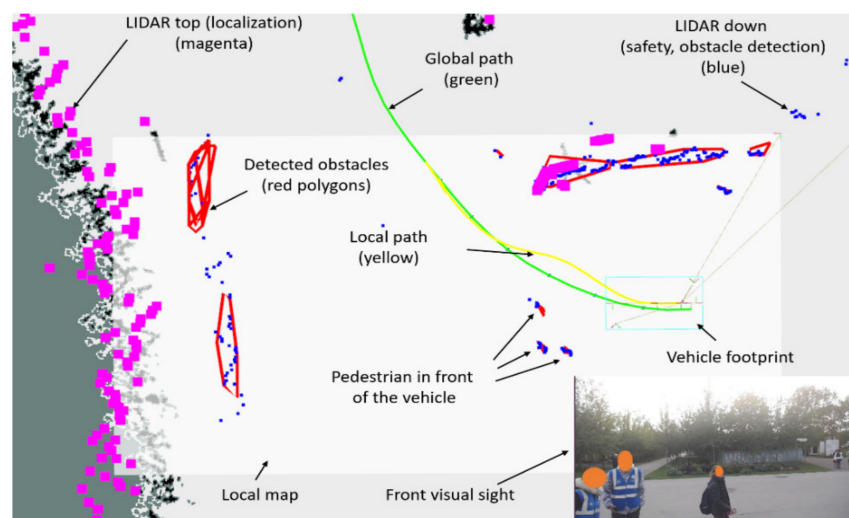 LIDAR top (localization)
(magenta)
Global path
(green)
LIDAR down
(safety, obstacle detection)
(blue)
Detected obstacles
(red polygons)
Local path
(yellow)
Pedestrian in front
of the vehicle
Vehicle footprint
Local map
Front visual sight